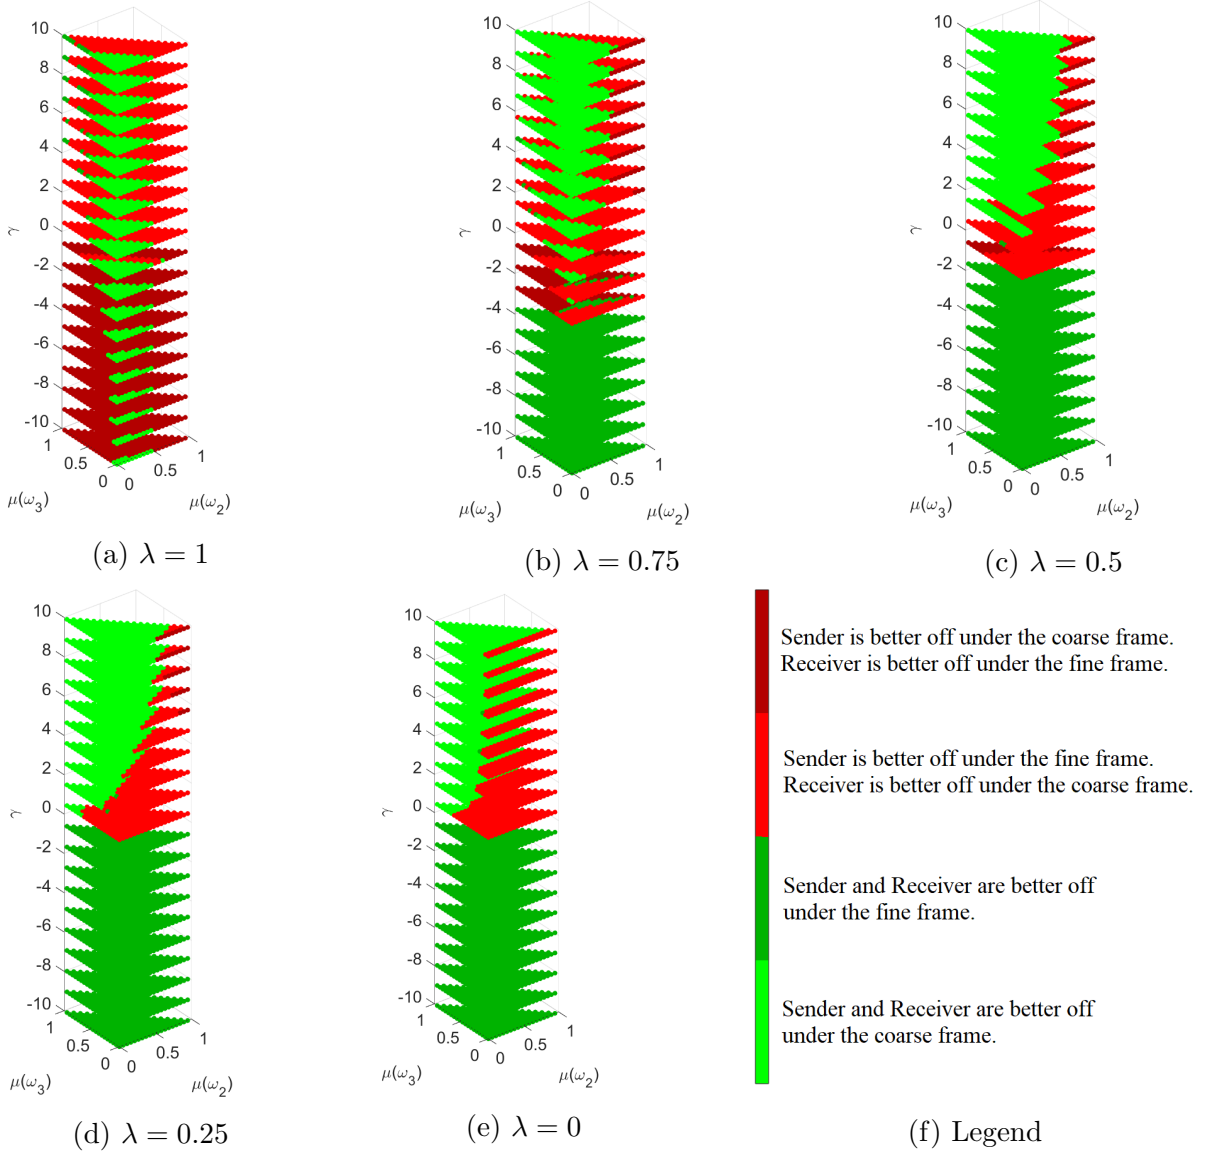 10
8
6
4
2
0
-2
-4
-6
-8
-10
γ
1
0.5
0
0
0.5
1
μ(ω3)
μ(ω2)
(a) λ = 1
10
8
6
4
2
0
-2
-4
-6
-8
-10
γ
1
0.5
0
0
0.5
1
μ(ω3)
μ(ω2)
(b) λ = 0.75
10
8
6
4
2
0
-2
-4
-6
-8
-10
γ
1
0.5
0
0
0.5
1
μ(ω3)
μ(ω2)
(c) λ = 0.5
10
8
6
4
2
0
-2
-4
-6
-8
-10
γ
1
0.5
0
0
0.5
1
μ(ω3)
μ(ω2)
(d) λ = 0.25
10
8
6
4
2
0
-2
-4
-6
-8
-10
γ
1
0.5
0
0
0.5
1
μ(ω3)
μ(ω2)
(e) λ = 0
Sender is better off under the coarse frame.
Receiver is better off under the fine frame.
Sender is better off under the fine frame.
Receiver is better off under the coarse frame.
Sender and Receiver are better off
under the fine frame.
Sender and Receiver are better off
under the coarse frame.
(f) Legend